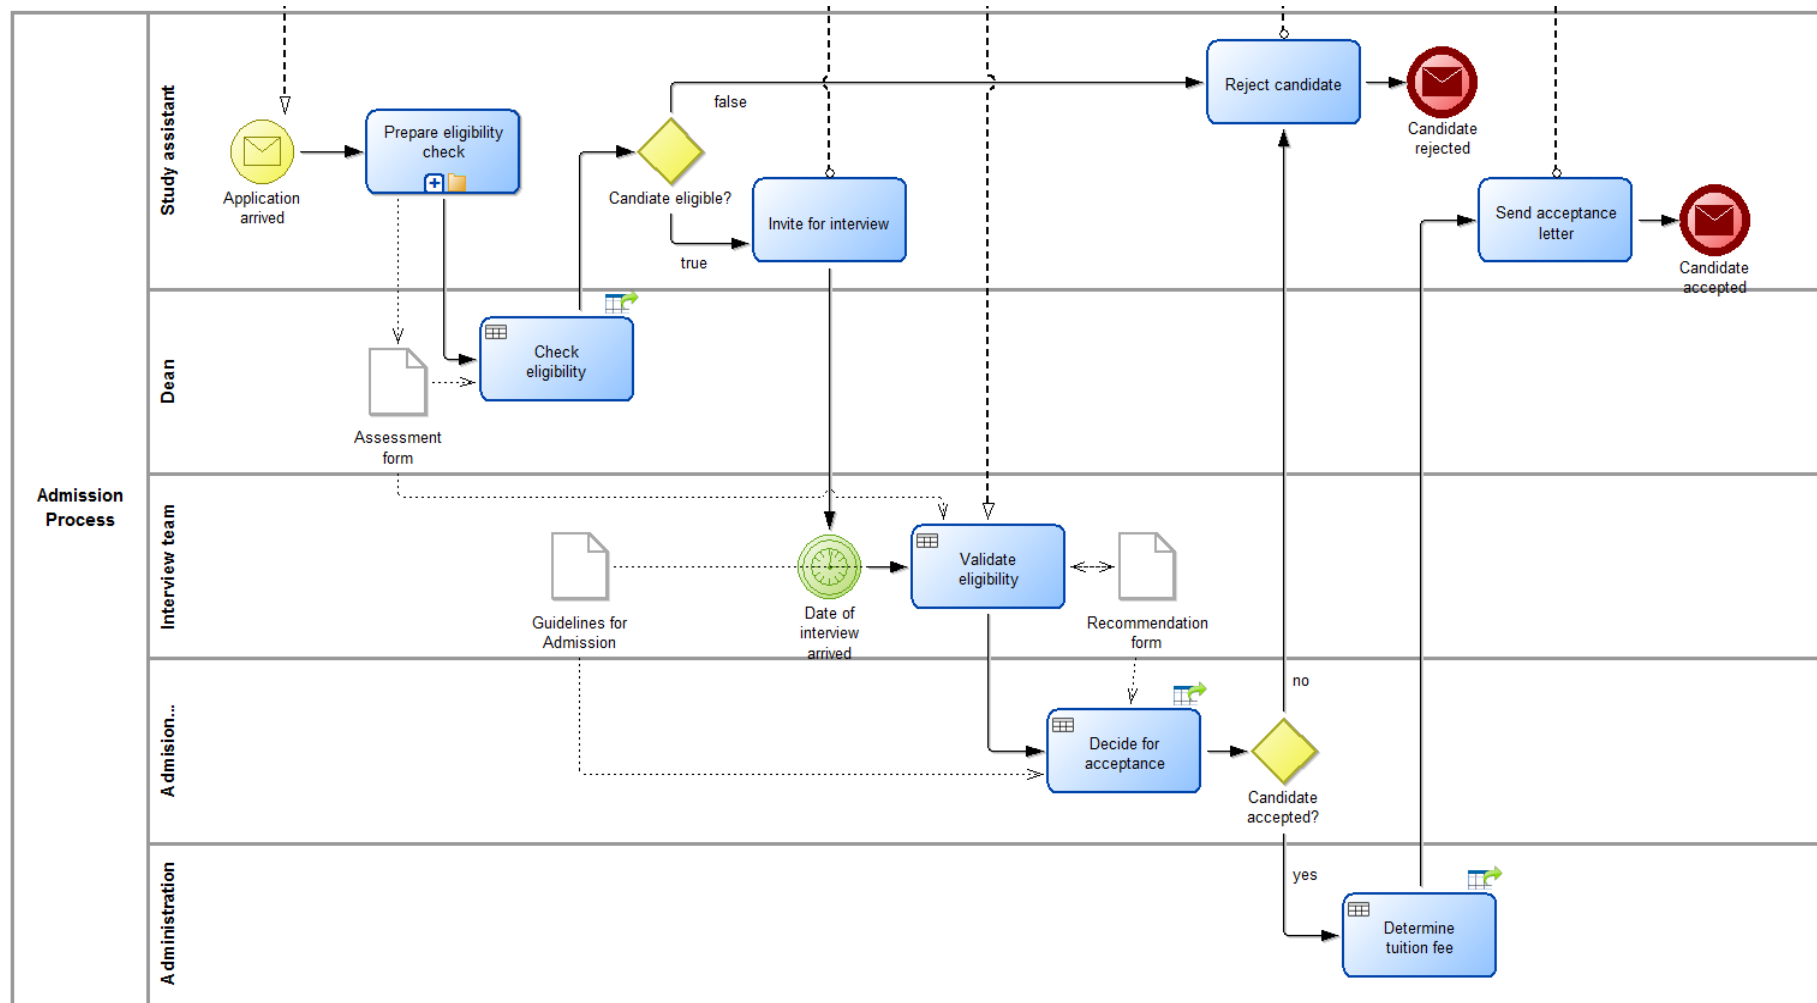 Admission
Process
Study assistant
Application
arrived
Prepare eligibility
check
Candiate eligible?
false
true
Invite for interview
Reject candidate
Candidate
rejected
Send acceptance
letter
Candidate
accepted
Dean
Assessment
form
Check
eligibility
Interview team
Guidelines for
Admission
Date of
interview
arrived
Validate
eligibility
Recommendation
form
Admision...
Decide for
acceptance
Candidate
accepted?
no
yes
Administration
Determine
tuition fee